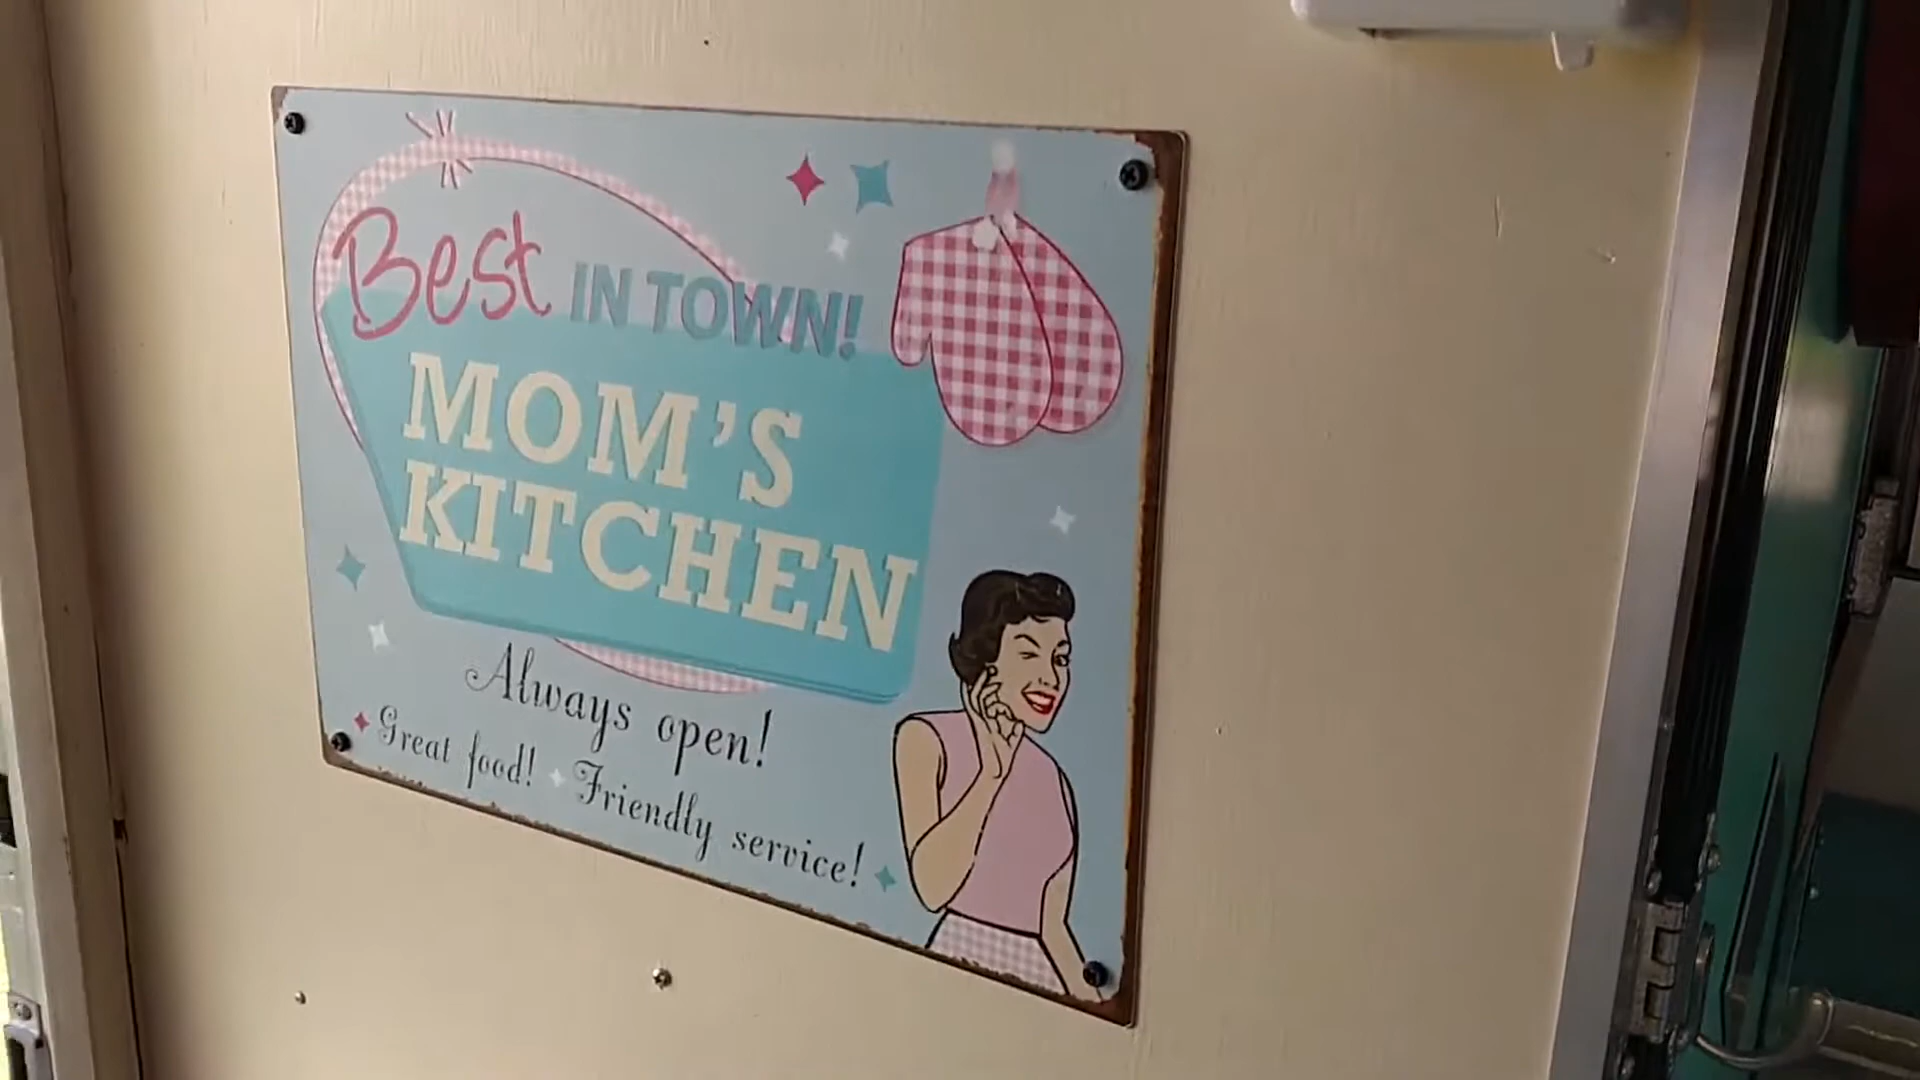 Best IN TOWN!
MOM'S
KITCHEN
Always open!
Great food! Friendly service!